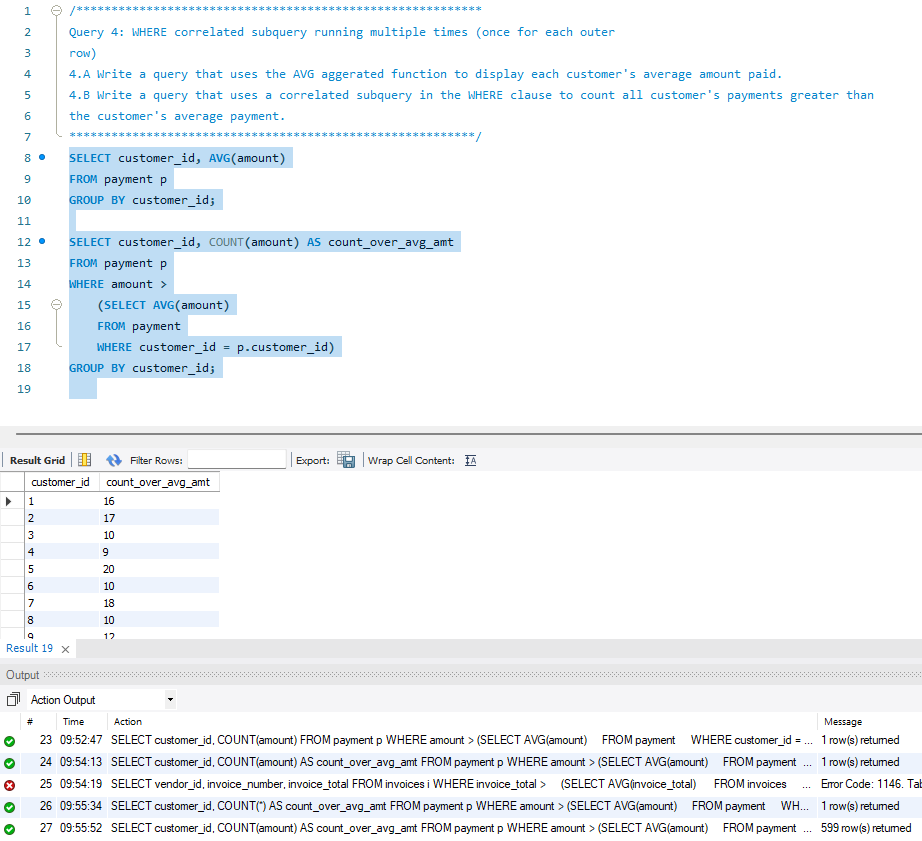 1 /**********************************************************
2 Query 4: WHERE correlated subquery running multiple times (once for each outer
3 row)
4 4.A Write a query that uses the AVG aggerated function to display each customer's average amount paid.
5 4.B Write a query that uses a correlated subquery in the WHERE clause to count all customer's payments greater than
6 the customer's average payment.
7 **********************************************************/
8 SELECT customer_id, AVG(amount)
9 FROM payment p
10 GROUP BY customer_id;
11
12 SELECT customer_id, COUNT(amount) AS count_over_avg_amt
13 FROM payment p
14 WHERE amount >
15 (SELECT AVG(amount)
16 FROM payment
17 WHERE customer_id = p.customer_id)
18 GROUP BY customer_id;
19
Result Grid Filter Rows: Export: Wrap Cell Content:
customer_id count_over_avg_amt
1 16
2 17
3 10
4 9
5 20
6 10
7 18
8 10
9 12
Result 19
Output
Action Output
# Time Action Message
23 09:52:47 SELECT customer_id, COUNT(amount) FROM payment p WHERE amount > (SELECT AVG(amount) FROM payment WHERE customer_id = ... 1 row(s) returned
24 09:54:13 SELECT customer_id, COUNT(amount) AS count_over_avg_amt FROM payment p WHERE amount > (SELECT AVG(amount) FROM payment ... 1 row(s) returned
25 09:54:19 SELECT vendor_id, invoice_number, invoice_total FROM invoices i WHERE invoice_total > (SELECT AVG(invoice_total) FROM invoices ... Error Code: 1146. Tab
26 09:55:34 SELECT customer_id, COUNT(*) AS count_over_avg_amt FROM payment p WHERE amount > (SELECT AVG(amount) FROM payment WH... 1 row(s) returned
27 09:55:52 SELECT customer_id, COUNT(amount) AS count_over_avg_amt FROM payment p WHERE amount > (SELECT AVG(amount) FROM payment ... 599 row(s) returned